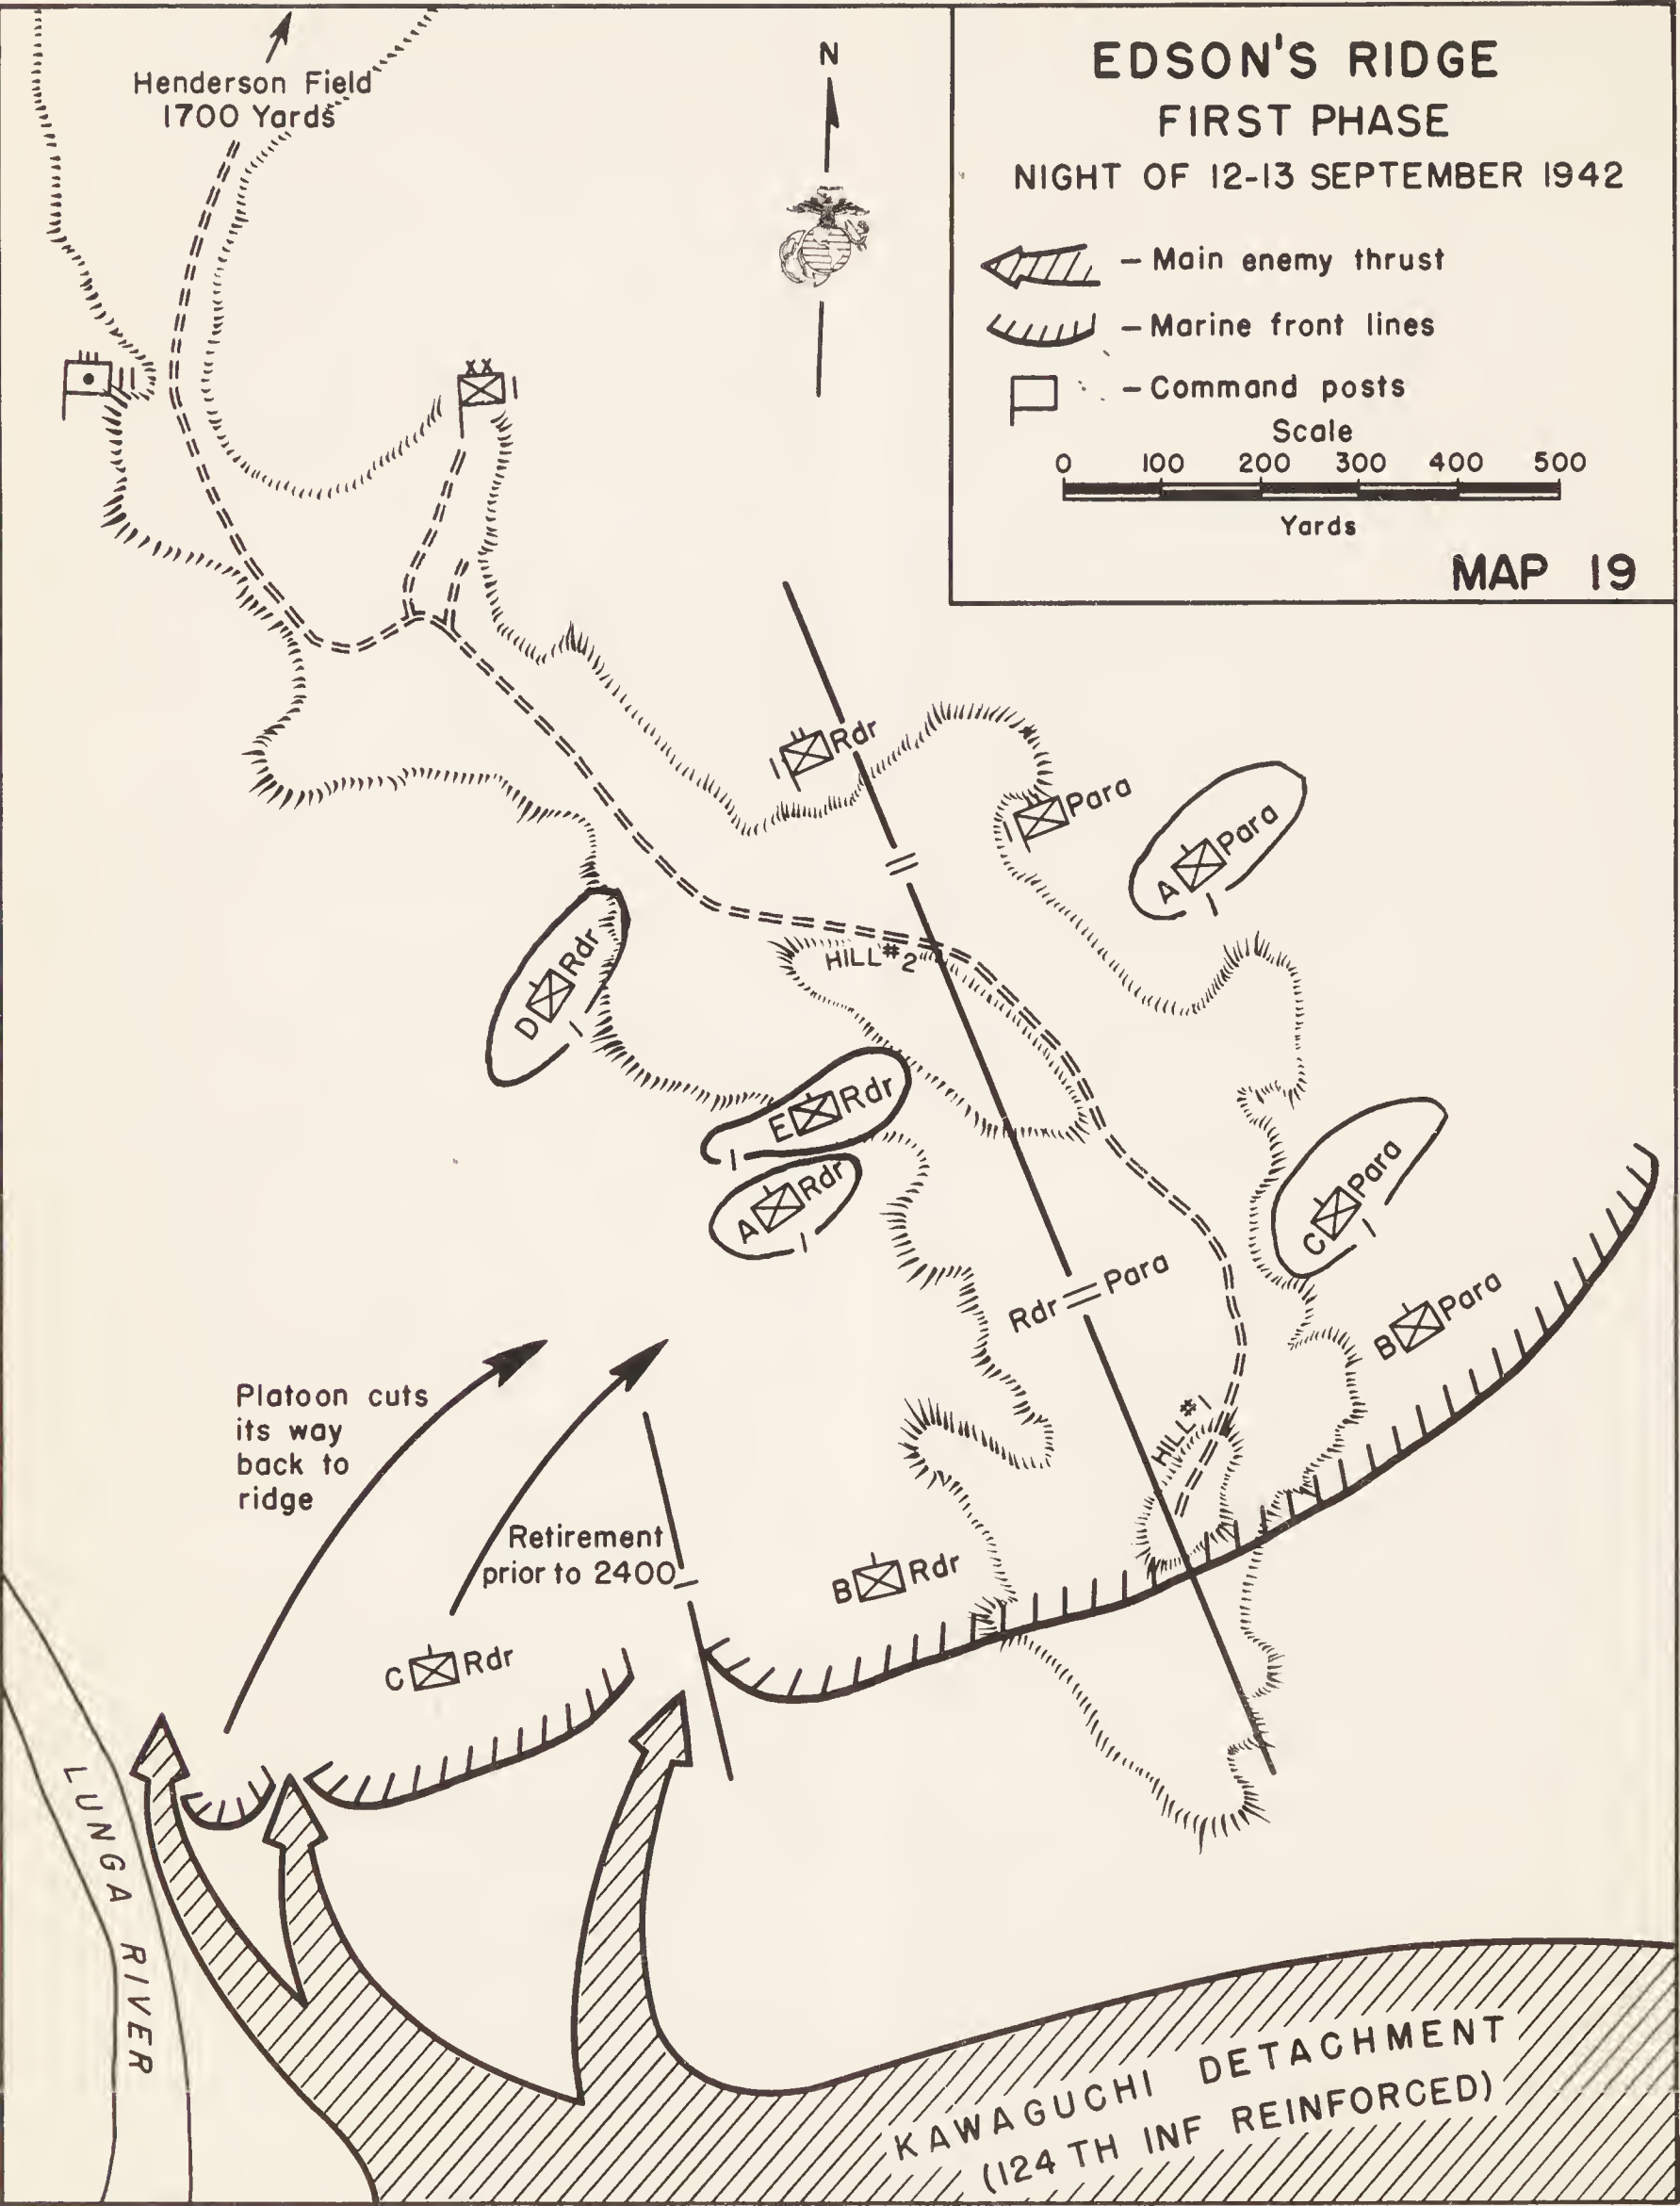 EDSON'S RIDGE
FIRST PHASE
NIGHT OF 12-13 SEPTEMBER 1942
– Main enemy thrust
– Marine front lines
– Command posts
Scale
0 100 200 300 400 500
Yards
MAP 19
N
Henderson Field
1700 Yards
XX
I
I Rdr
I Para
A Para
I
HILL #2
D Rdr
I
E Rdr
I
A Rdr
I
C Para
I
Rdr = Para
B Para
HILL #1
Platoon cuts
its way
back to
ridge
Retirement
prior to 2400
B Rdr
C Rdr
LUNGA RIVER
KAWAGUCHI DETACHMENT
(124 TH INF REINFORCED)